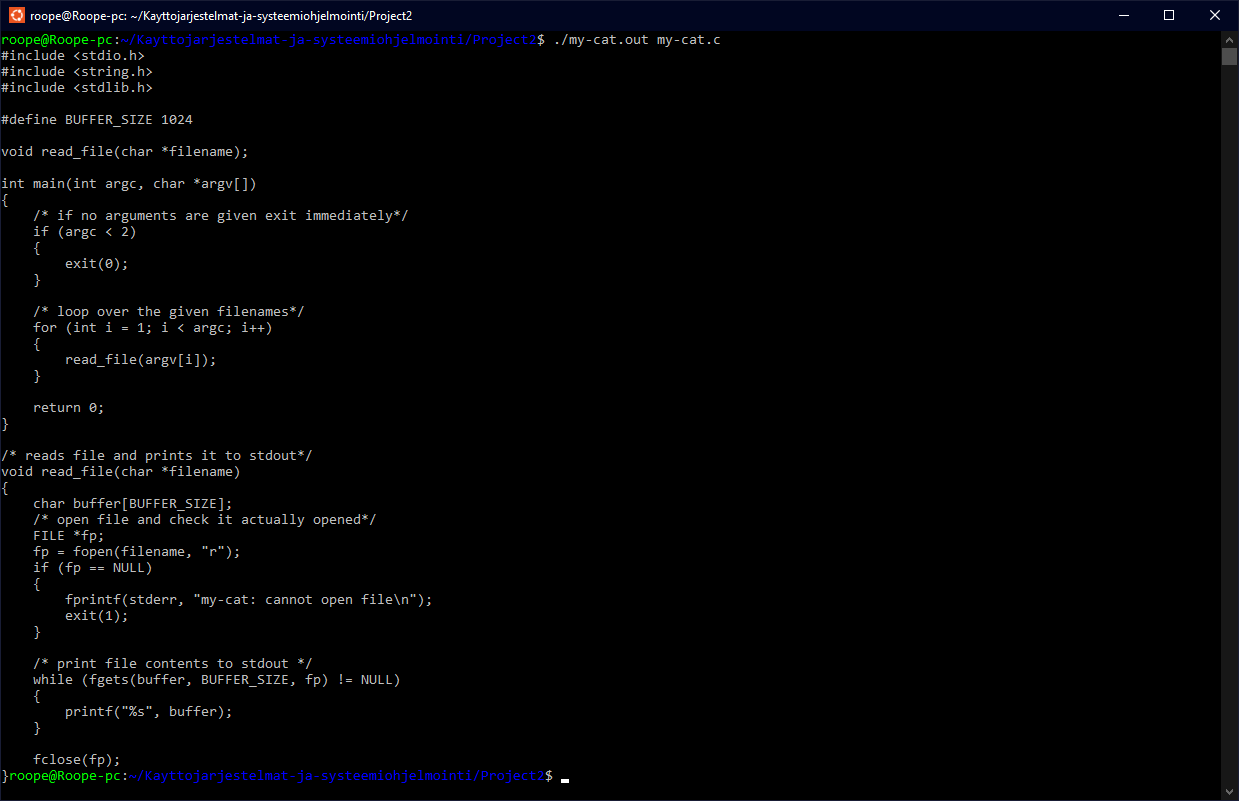 roope@Roope-pc: ~/Kayttojarjestelmat-ja-systeemiohjelmointi/Project2
roope@Roope-pc:~/Kayttojarjestelmat-ja-systeemiohjelmointi/Project2$ ./my-cat.out my-cat.c
#include <stdio.h>
#include <string.h>
#include <stdlib.h>

#define BUFFER_SIZE 1024

void read_file(char *filename);

int main(int argc, char *argv[])
{
    /* if no arguments are given exit immediately*/
    if (argc < 2)
    {
        exit(0);
    }

    /* loop over the given filenames*/
    for (int i = 1; i < argc; i++)
    {
        read_file(argv[i]);
    }

    return 0;
}

/* reads file and prints it to stdout*/
void read_file(char *filename)
{
    char buffer[BUFFER_SIZE];
    /* open file and check it actually opened*/
    FILE *fp;
    fp = fopen(filename, "r");
    if (fp == NULL)
    {
        fprintf(stderr, "my-cat: cannot open file\n");
        exit(1);
    }

    /* print file contents to stdout */
    while (fgets(buffer, BUFFER_SIZE, fp) != NULL)
    {
        printf("%s", buffer);
    }

    fclose(fp);
}roope@Roope-pc:~/Kayttojarjestelmat-ja-systeemiohjelmointi/Project2$